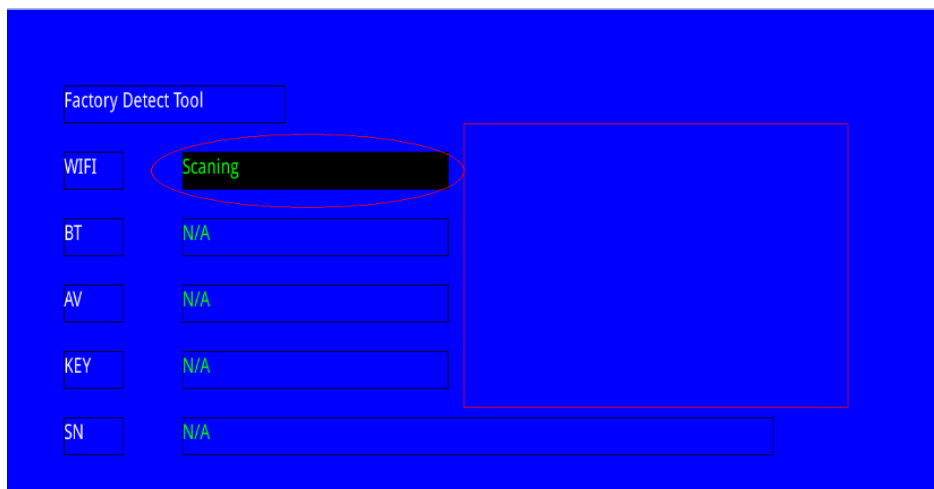 Factory Detect Tool
WIFI Scaning
BT N/A
AV N/A
KEY N/A
SN N/A